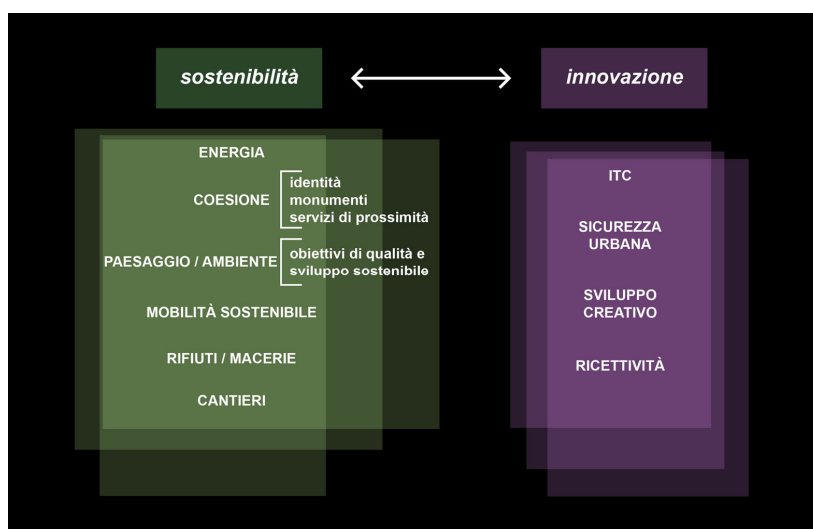 sostenibilità
innovazione
ENERGIA
COESIONE
identità
monumenti
servizi di prossimità
PAESAGGIO / AMBIENTE
obiettivi di qualità e
sviluppo sostenibile
MOBILITÀ SOSTENIBILE
RIFIUTI / MACERIE
CANTIERI
ITC
SICUREZZA
URBANA
SVILUPPO
CREATIVO
RICETTIVITÀ